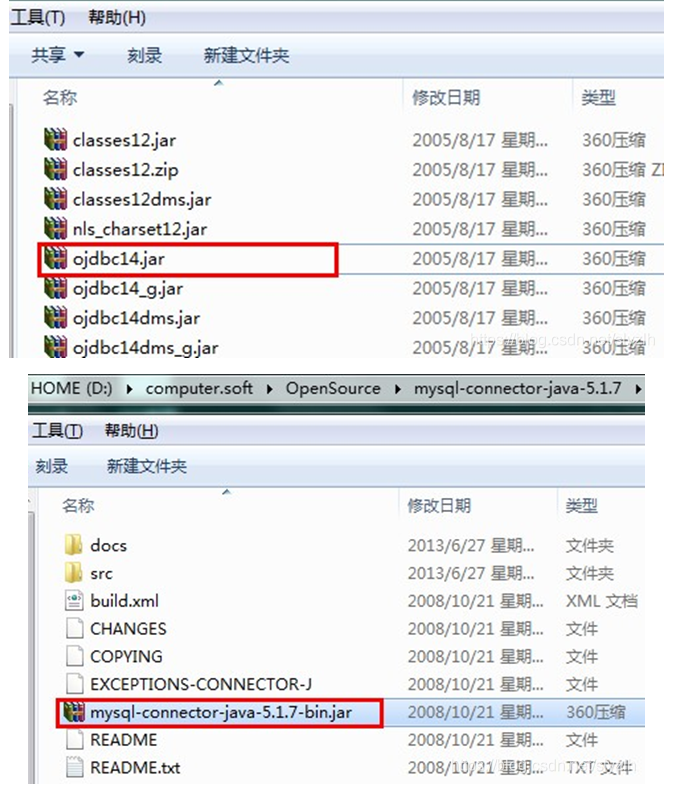 工具(T) 帮助(H)
共享 刻录 新建文件夹
名称 修改日期 类型
classes12.jar 2005/8/17 星期... 360压缩
classes12.zip 2005/8/17 星期... 360压缩 ZI
classes12dms.jar 2005/8/17 星期... 360压缩
nls_charset12.jar 2005/8/17 星期... 360压缩
ojdbc14.jar 2005/8/17 星期... 360压缩
ojdbc14_g.jar 2005/8/17 星期... 360压缩
ojdbc14dms.jar 2005/8/17 星期... 360压缩
ojdbc14dms_g.jar 2005/8/17 星期... 360压缩
HOME (D:) computer.soft OpenSource mysql-connector-java-5.1.7
工具(T) 帮助(H)
刻录 新建文件夹
名称 修改日期 类型
docs 2013/6/27 星期... 文件夹
src 2013/6/27 星期... 文件夹
build.xml 2008/10/21 星期... XML 文档
CHANGES 2008/10/21 星期... 文件
COPYING 2008/10/21 星期... 文件
EXCEPTIONS-CONNECTOR-J 2008/10/21 星期... 文件
mysql-connector-java-5.1.7-bin.jar 2008/10/21 星期... 360压缩
README 2008/10/21 星期... 文件
README.txt 2008/10/21 星期... TXT 文件